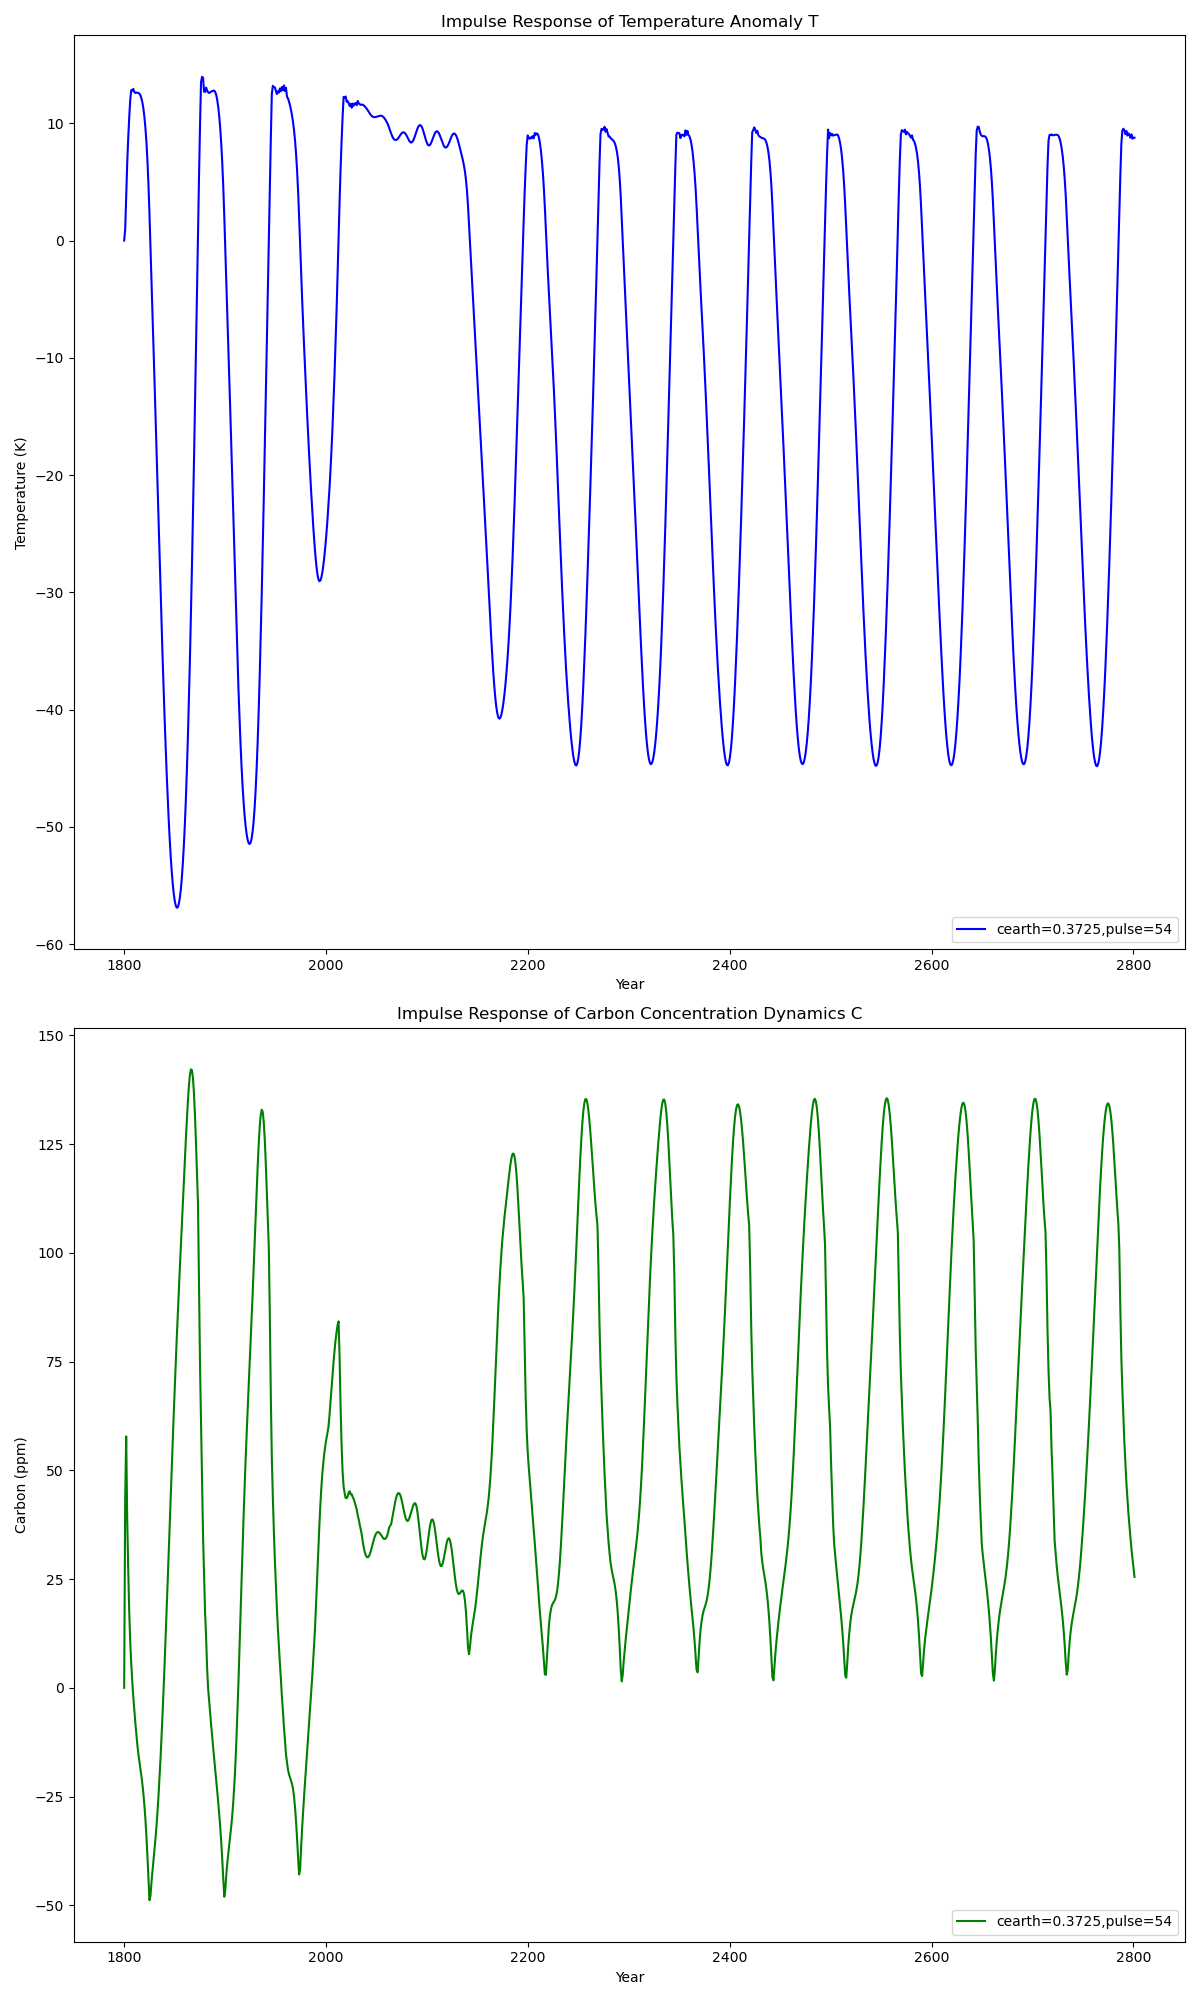 Impulse Response of Temperature Anomaly T
Temperature (K)
10
0
−10
−20
−30
−40
−50
−60
cearth=0.3725,pulse=54
1800 2000 2200 2400 2600 2800
Year
Impulse Response of Carbon Concentration Dynamics C
Carbon (ppm)
150
125
100
75
50
25
0
−25
−50
cearth=0.3725,pulse=54
1800 2000 2200 2400 2600 2800
Year